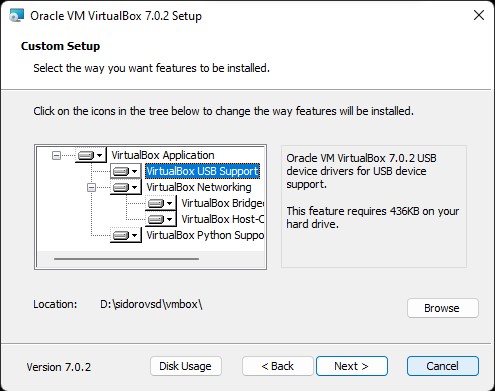 Oracle VM VirtualBox 7.0.2 Setup
Custom Setup
Select the way you want features to be installed.
Click on the icons in the tree below to change the way features will be installed.
VirtualBox Application
VirtualBox USB Support
VirtualBox Networking
VirtualBox Bridge
VirtualBox Host-C
VirtualBox Python Suppo
Oracle VM VirtualBox 7.0.2 USB
device drivers for USB device
support.
This feature requires 436KB on your
hard drive.
Location: D:\sidorovsd\vmbox\
Browse
Version 7.0.2
Disk Usage
< Back
Next >
Cancel